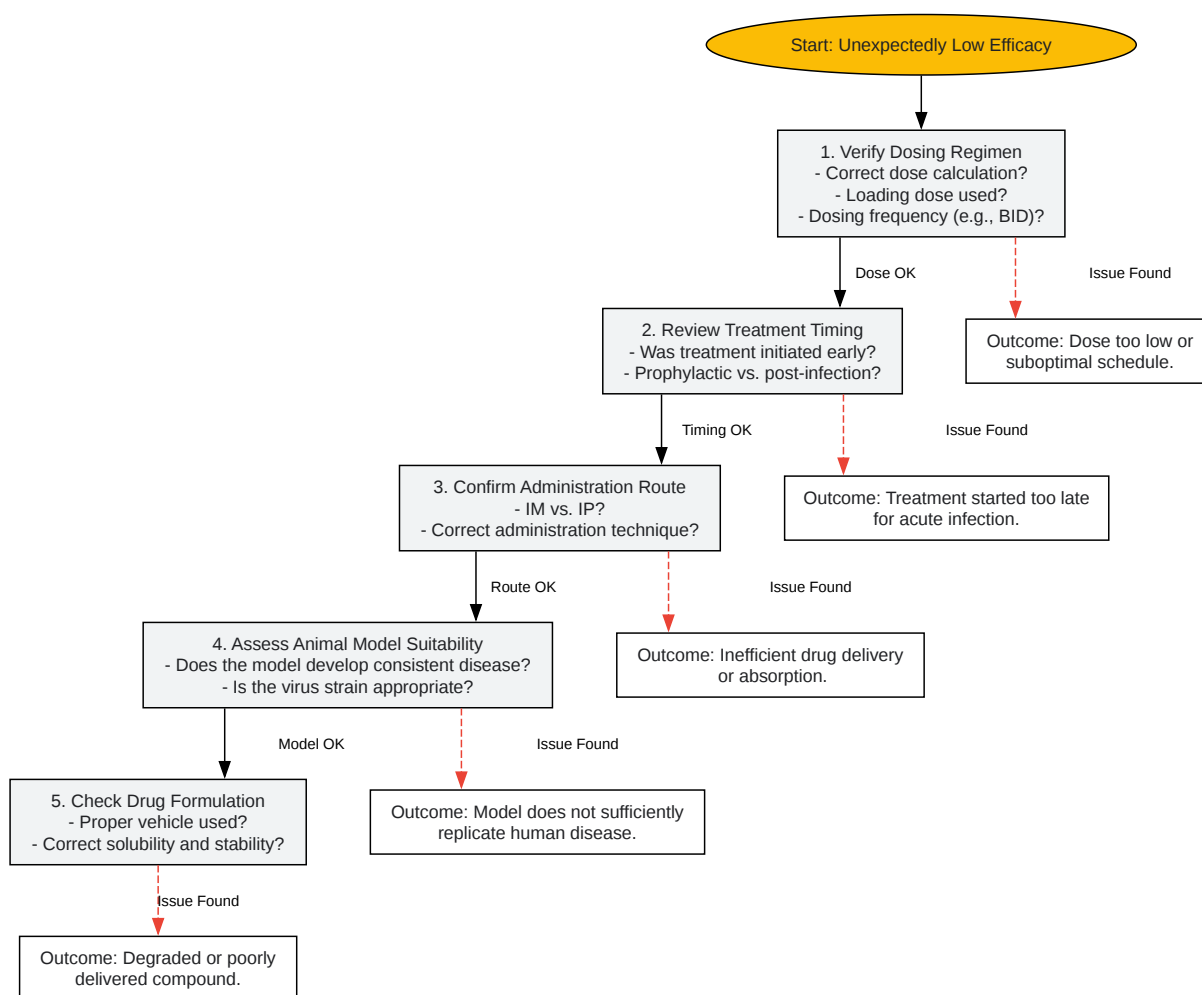 Start: Unexpectedly Low Efficacy
1. Verify Dosing Regimen
- Correct dose calculation?
- Loading dose used?
- Dosing frequency (e.g., BID)?
Dose OK
Issue Found
2. Review Treatment Timing
- Was treatment initiated early?
- Prophylactic vs. post-infection?
Outcome: Dose too low or
suboptimal schedule.
Timing OK
Issue Found
3. Confirm Administration Route
- IM vs. IP?
- Correct administration technique?
Outcome: Treatment started too late
for acute infection.
Route OK
Issue Found
4. Assess Animal Model Suitability
- Does the model develop consistent disease?
- Is the virus strain appropriate?
Outcome: Inefficient drug delivery
or absorption.
Model OK
Issue Found
5. Check Drug Formulation
- Proper vehicle used?
- Correct solubility and stability?
Outcome: Model does not sufficiently
replicate human disease.
Issue Found
Outcome: Degraded or poorly
delivered compound.